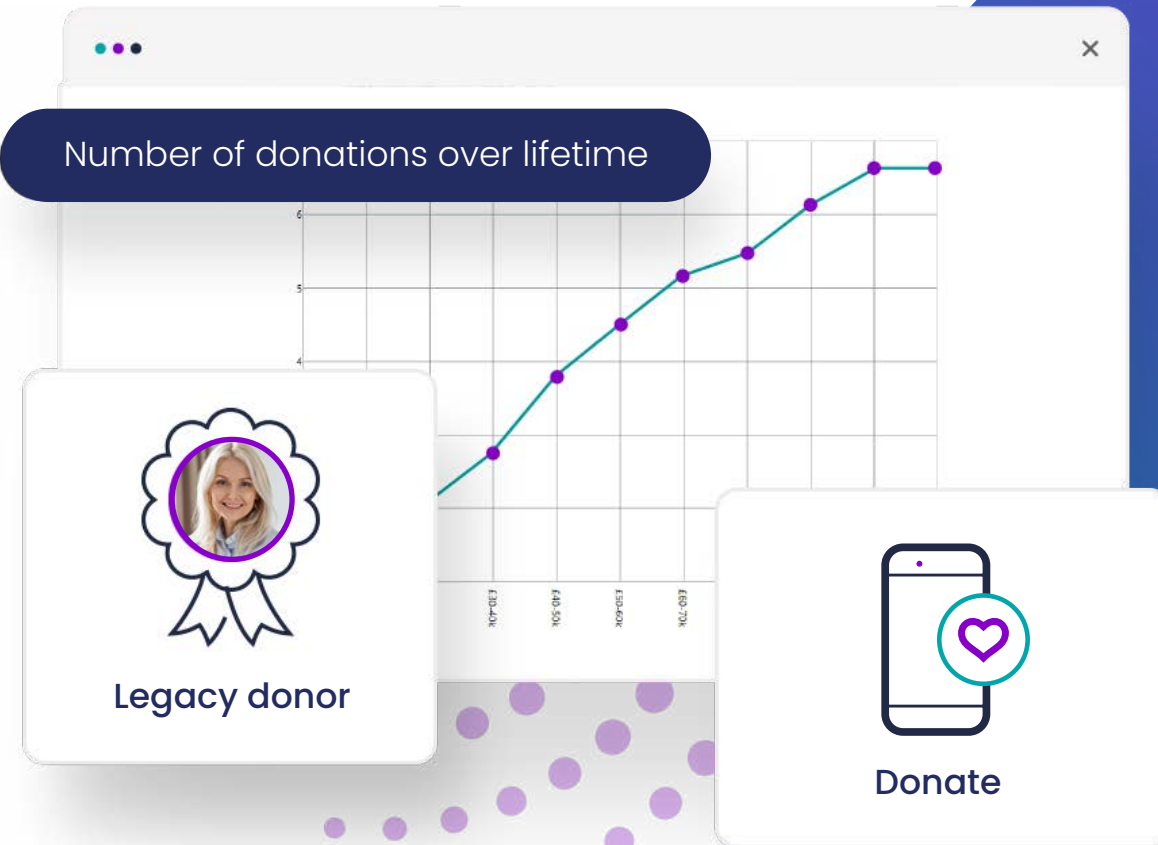 Number of donations over lifetime
6
5
4
£30-40k
£40-50k
£50-60k
£60-70k
Legacy donor
Donate